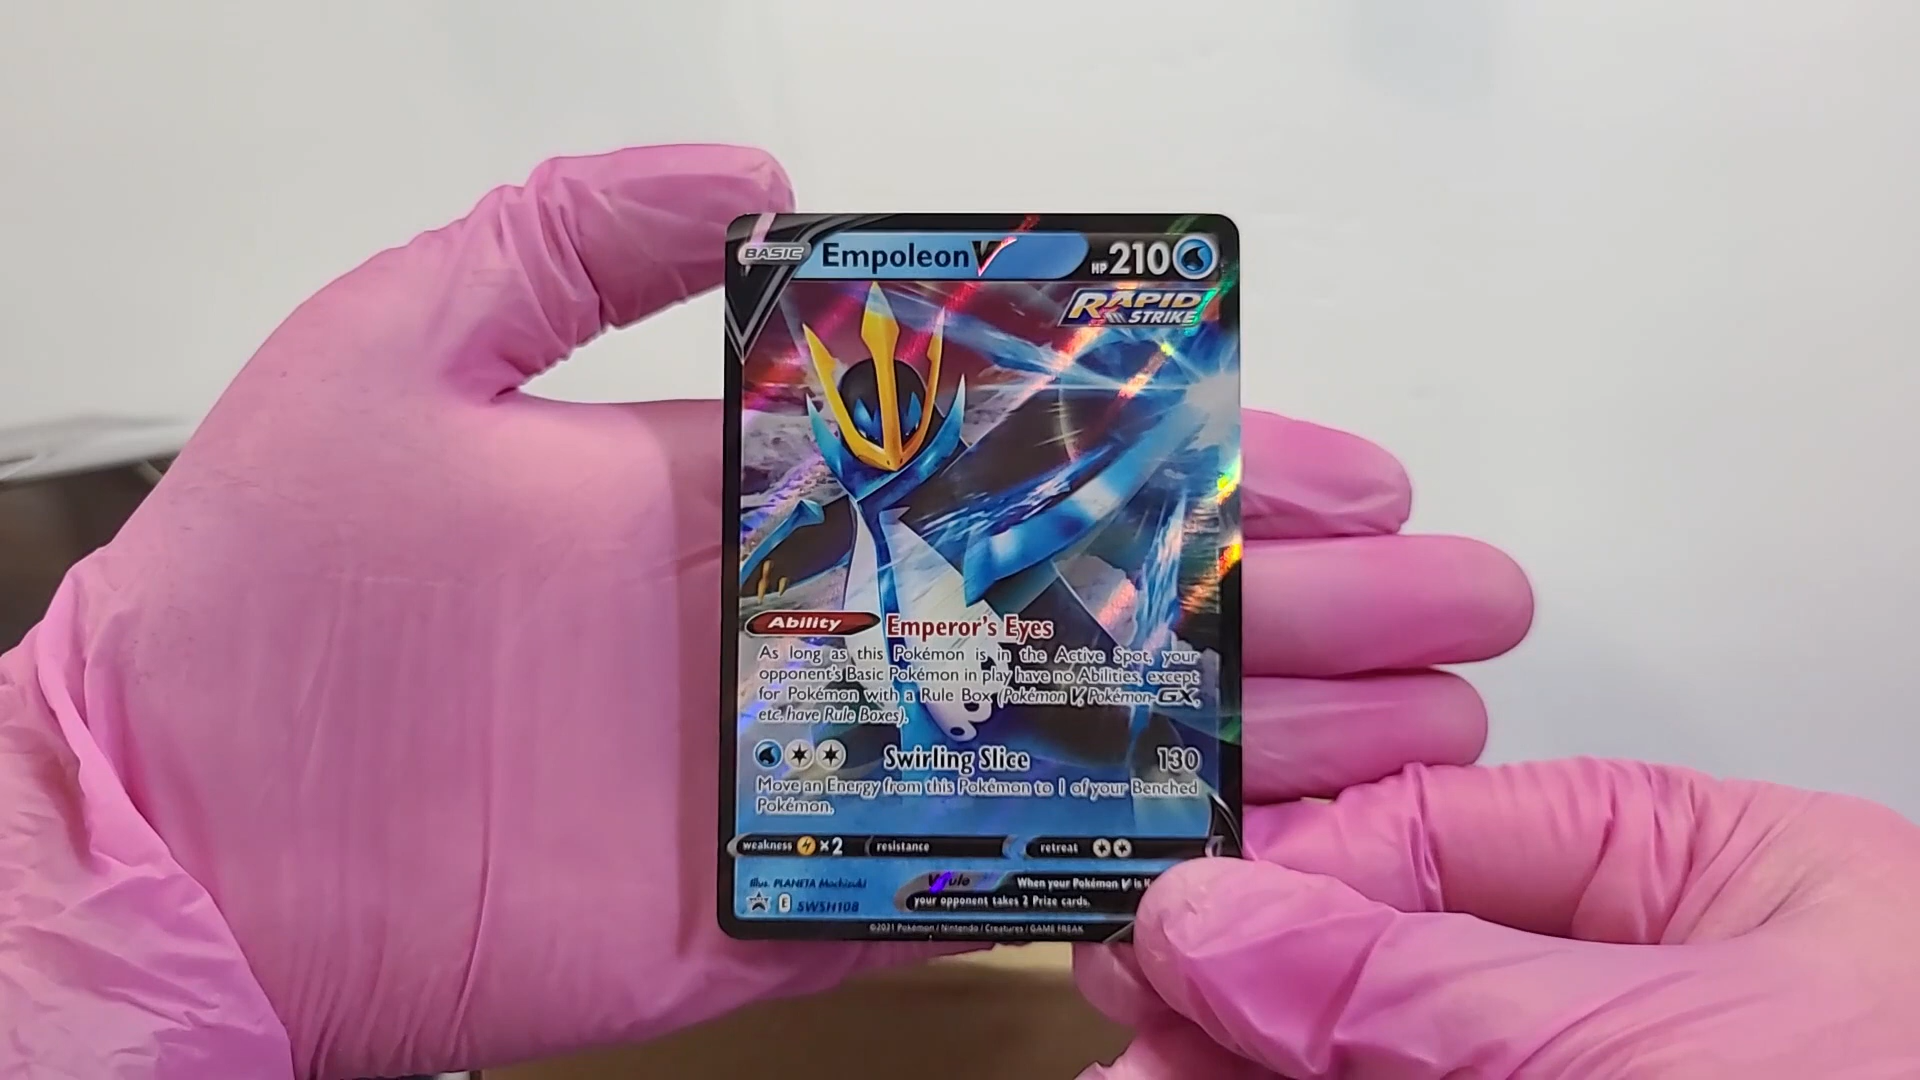 BASIC EmpoleonV HP 210
RAPID
STRIKE
Ability Emperor's Eyes
As long as this Pokémon is in the Active Spot, your
opponent's Basic Pokémon in play have no Abilities, except
for Pokémon with a Rule Box (Pokémon V, Pokémon-GX,
etc. have Rule Boxes).
Swirling Slice 130
Move an Energy from this Pokémon to 1 of your Benched
Pokémon.
weakness ×2 resistance retreat
Illus. PLANETA Mochizuki V rule When your Pokémon V is
E SWSH108 your opponent takes 2 Prize cards.
©2021 Pokémon / Nintendo / Creatures / GAME FREAK